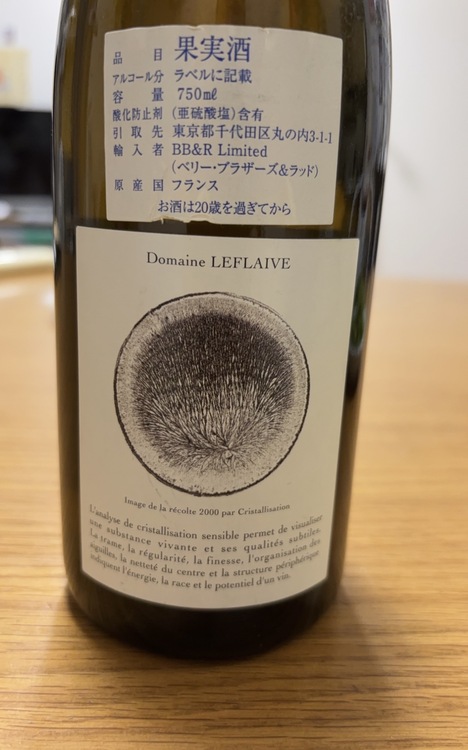 品 目 果実酒
アルコール分 ラベルに記載
容 量 750mℓ
酸化防止剤 (亜硫酸塩)含有
引 取 先 東京都千代田区丸の内3-1-1
輸 入 者 BB&R Limited
(ベリー・ブラザーズ&ラッド)
原 産 国 フランス
お酒は20歳を過ぎてから
Domaine LEFLAIVE
Image de la récolte 2000 par Cristallisation
L'analyse de cristallisation sensible permet de visualiser
une substance vivante et ses qualités subtiles.
La trame, la régularité, la finesse, l'organisation des
aiguilles, la netteté du centre et la structure périphérique
indiquent l'énergie, la race et le potentiel d'un vin.